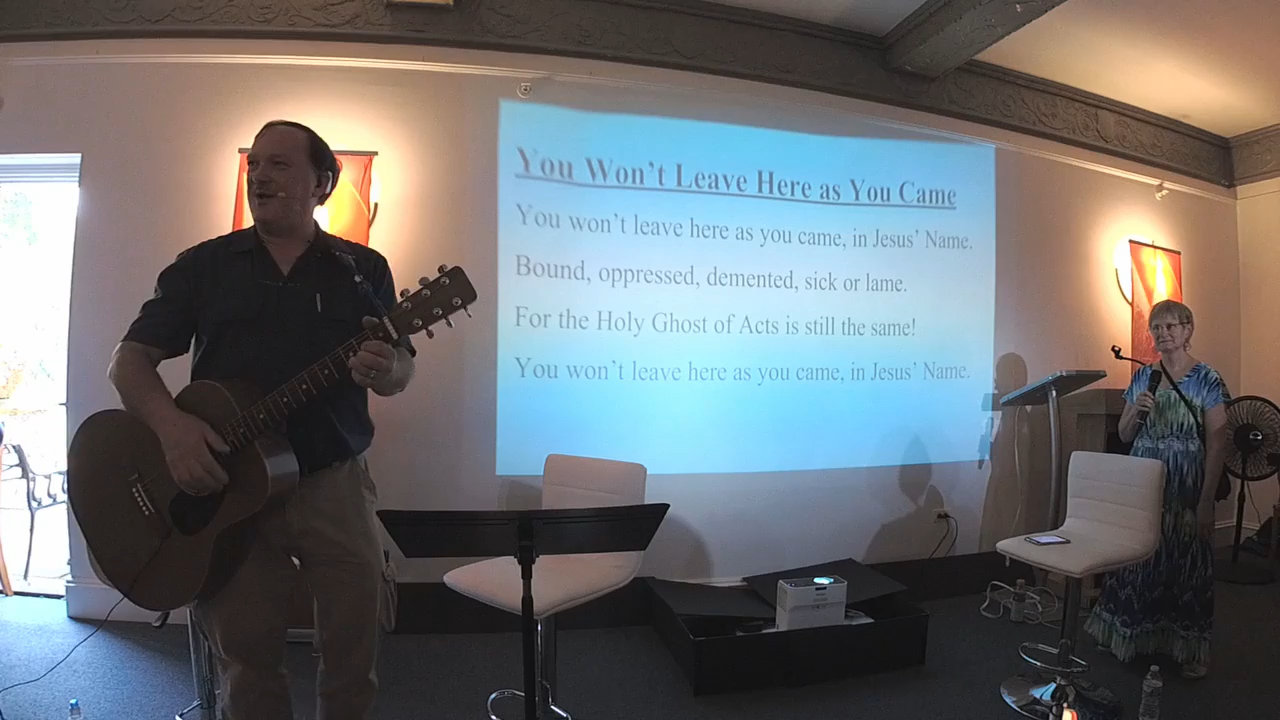 You Won't Leave Here as You Came
You won't leave here as you came, in Jesus' Name.
Bound, oppressed, demented, sick or lame.
For the Holy Ghost of Acts is still the same!
You won't leave here as you came, in Jesus' Name.